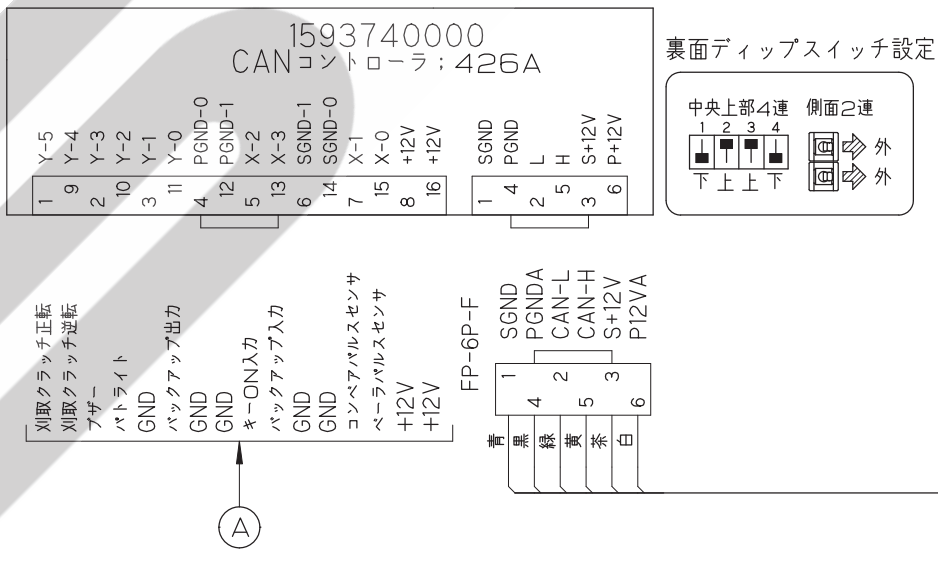 1593740000
CANコントローラ；426A
Y-5
Y-4
Y-3
Y-2
Y-1
Y-0
PGND-0
PGND-1
X-2
X-3
SGND-1
SGND-0
X-1
X-0
+12V
+12V
1
9
2
10
3
11
4
12
5
13
6
14
7
15
8
16
SGND
PGND
L
H
S+12V
P+12V
1
4
2
5
3
6
裏面ディップスイッチ設定
中央上部4連 側面2連
1 2 3 4
下 上 上 下
外
外
刈取クラッチ正転
刈取クラッチ逆転
ブザー
パトライト
GND
バックアップ出力
GND
GND
キーON入力
バックアップ入力
GND
GND
コンベアパルスセンサ
ベーラパルスセンサ
+12V
+12V
A
FP-6P-F
SGND
PGNDA
CAN-L
CAN-H
S+12V
P12VA
1
4
2
5
3
6
青
黒
緑
黄
茶
白